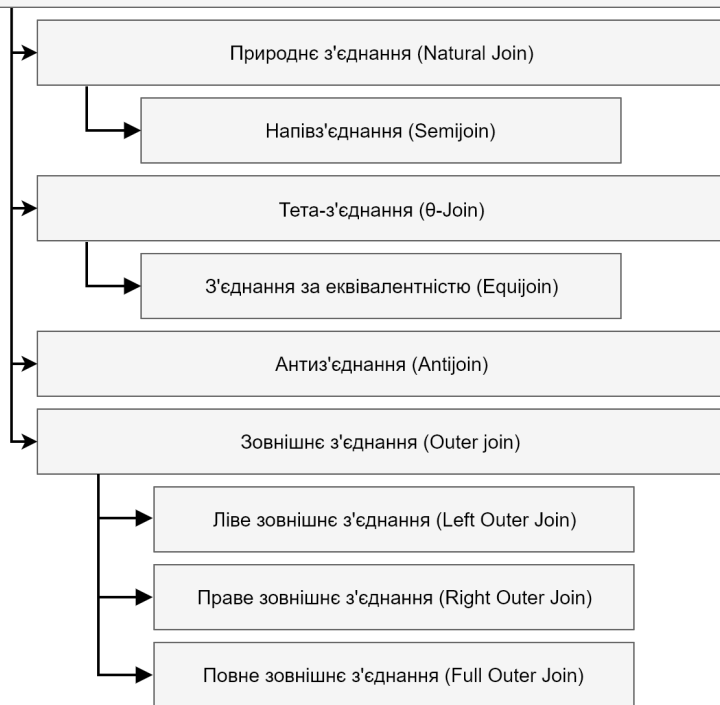 Природнє з'єднання (Natural Join)
Напівз'єднання (Semijoin)
Тета-з'єднання (θ-Join)
З'єднання за еквівалентністю (Equijoin)
Антиз'єднання (Antijoin)
Зовнішнє з'єднання (Outer join)
Ліве зовнішнє з'єднання (Left Outer Join)
Праве зовнішнє з'єднання (Right Outer Join)
Повне зовнішнє з'єднання (Full Outer Join)